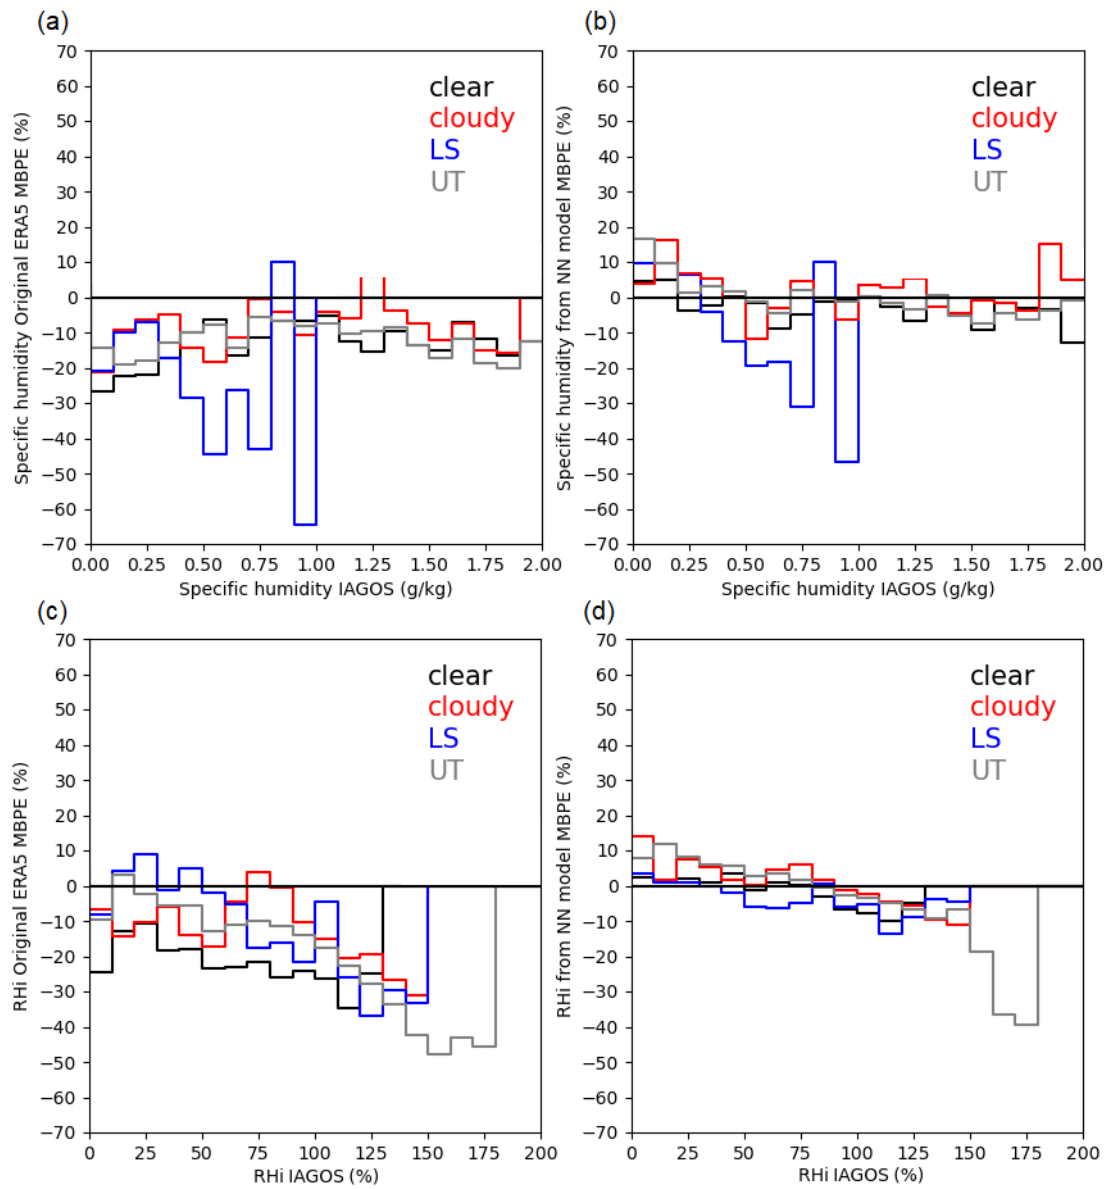 (a)
70
60
50
40
30
20
10
0
−10
−20
−30
−40
−50
−60
−70
Specific humidity Original ERA5 MBPE (%)
clear
cloudy
LS
UT
0.00 0.25 0.50 0.75 1.00 1.25 1.50 1.75 2.00
Specific humidity IAGOS (g/kg)
(b)
70
60
50
40
30
20
10
0
−10
−20
−30
−40
−50
−60
−70
Specific humidity from NN model MBPE (%)
clear
cloudy
LS
UT
0.00 0.25 0.50 0.75 1.00 1.25 1.50 1.75 2.00
Specific humidity IAGOS (g/kg)
(c)
70
60
50
40
30
20
10
0
−10
−20
−30
−40
−50
−60
−70
RHi Original ERA5 MBPE (%)
clear
cloudy
LS
UT
0 25 50 75 100 125 150 175 200
RHi IAGOS (%)
(d)
70
60
50
40
30
20
10
0
−10
−20
−30
−40
−50
−60
−70
RHi from NN model MBPE (%)
clear
cloudy
LS
UT
0 25 50 75 100 125 150 175 200
RHi IAGOS (%)